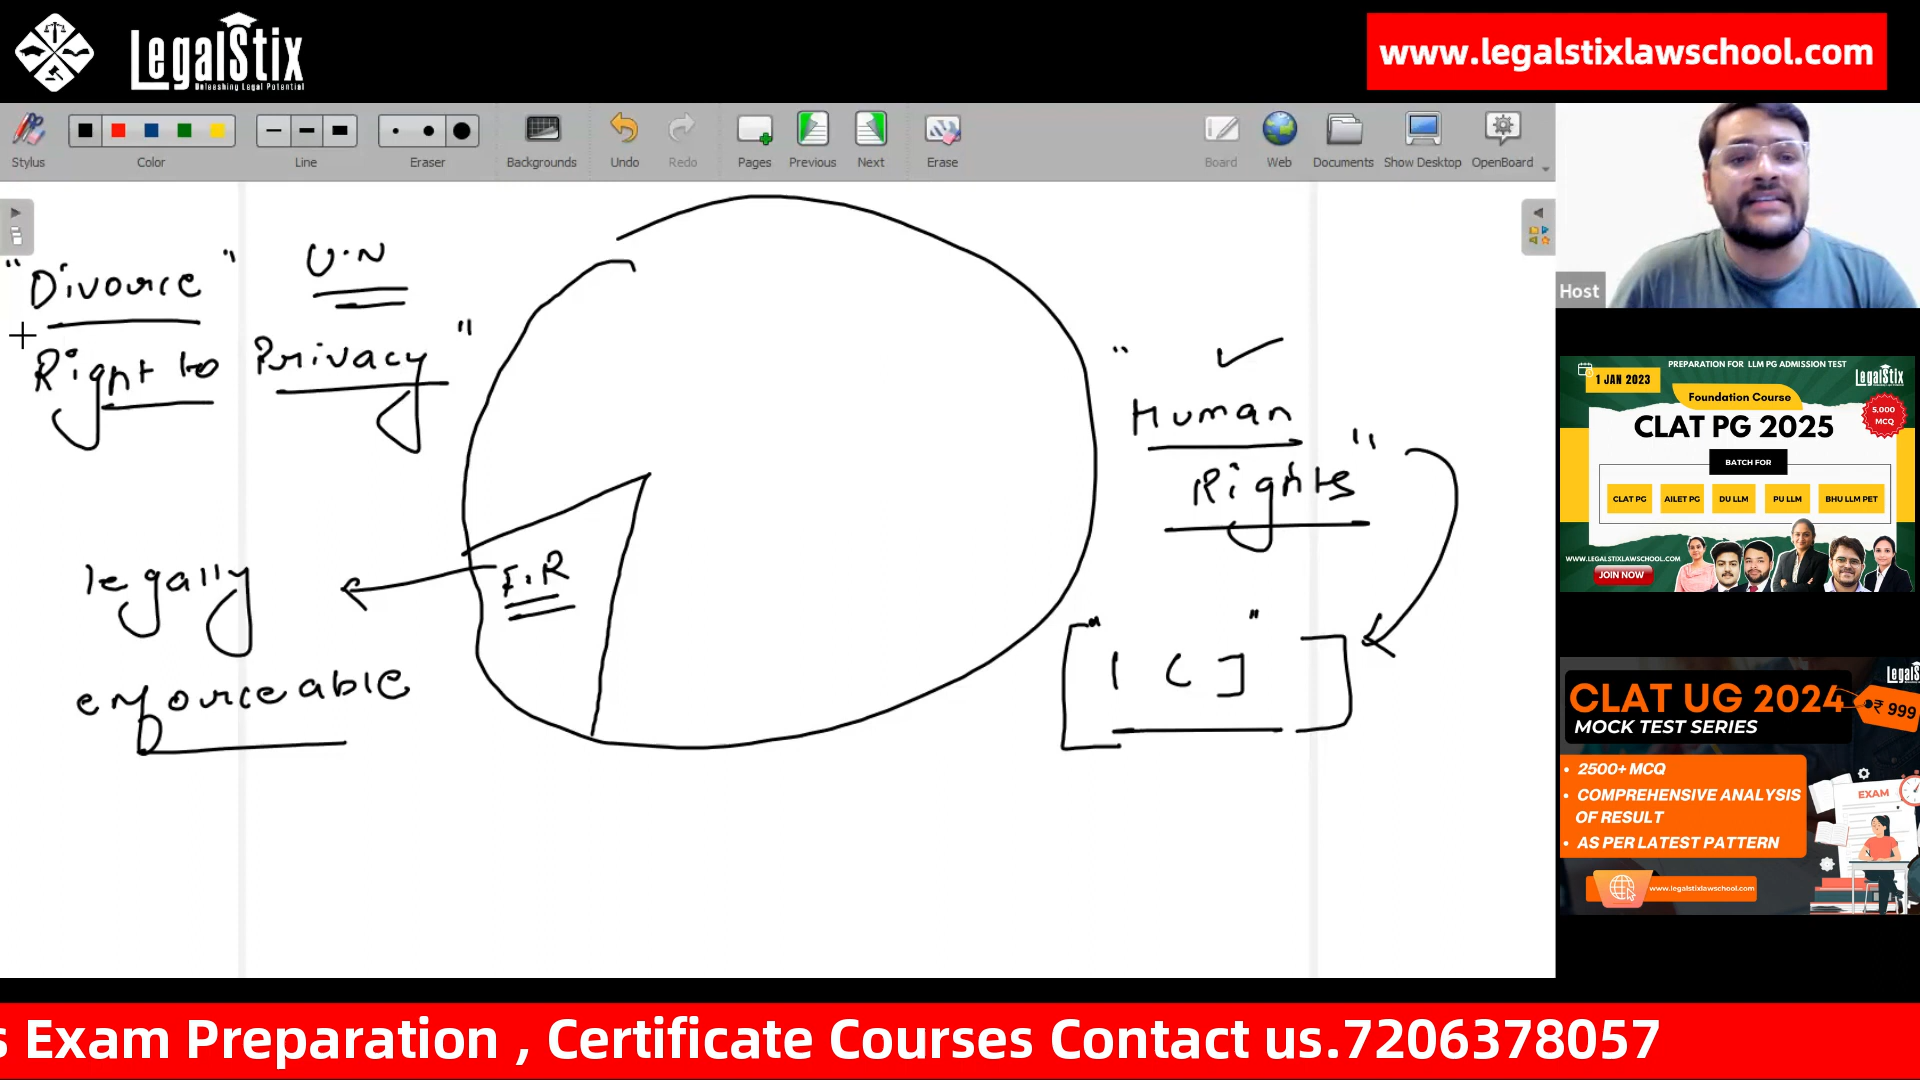 LegalStix
Unleashing Legal Potential
www.legalstixlawschool.com
Stylus
Color
Line
Eraser
Backgrounds
Undo
Redo
Pages
Previous
Next
Erase
Board
Web
Documents
Show Desktop
OpenBoard
"Divorce"
U.N
Right to Privacy"
"Human
Rights"
F.R
legally
enforceable
["ICJ"]
Host
PREPARATION FOR LLM PG ADMISSION TEST
1 JAN 2023
LegalStix
Foundation Course
CLAT PG 2025
5,000
MCQ
BATCH FOR
CLAT PG
AILET PG
DU LLM
PU LLM
BHU LLM PET
WWW.LEGALSTIXLAWSCHOOL.COM
JOIN NOW
LegalS
CLAT UG 2024
₹ 999
MOCK TEST SERIES
• 2500+ MCQ
• COMPREHENSIVE ANALYSIS
OF RESULT
• AS PER LATEST PATTERN
EXAM
www.legalstixlawschool.com
s Exam Preparation , Certificate Courses Contact us.7206378057